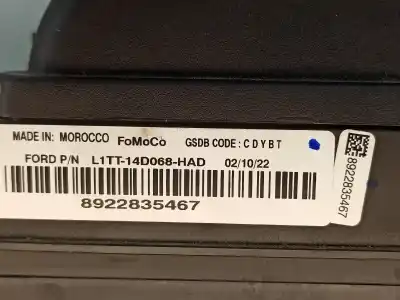 MADE IN: MOROCCO FoMoCo GSDB CODE: CDYBT
FORD P/N L1TT-14D068-HAD 02/10/22
8922835467
8922835467